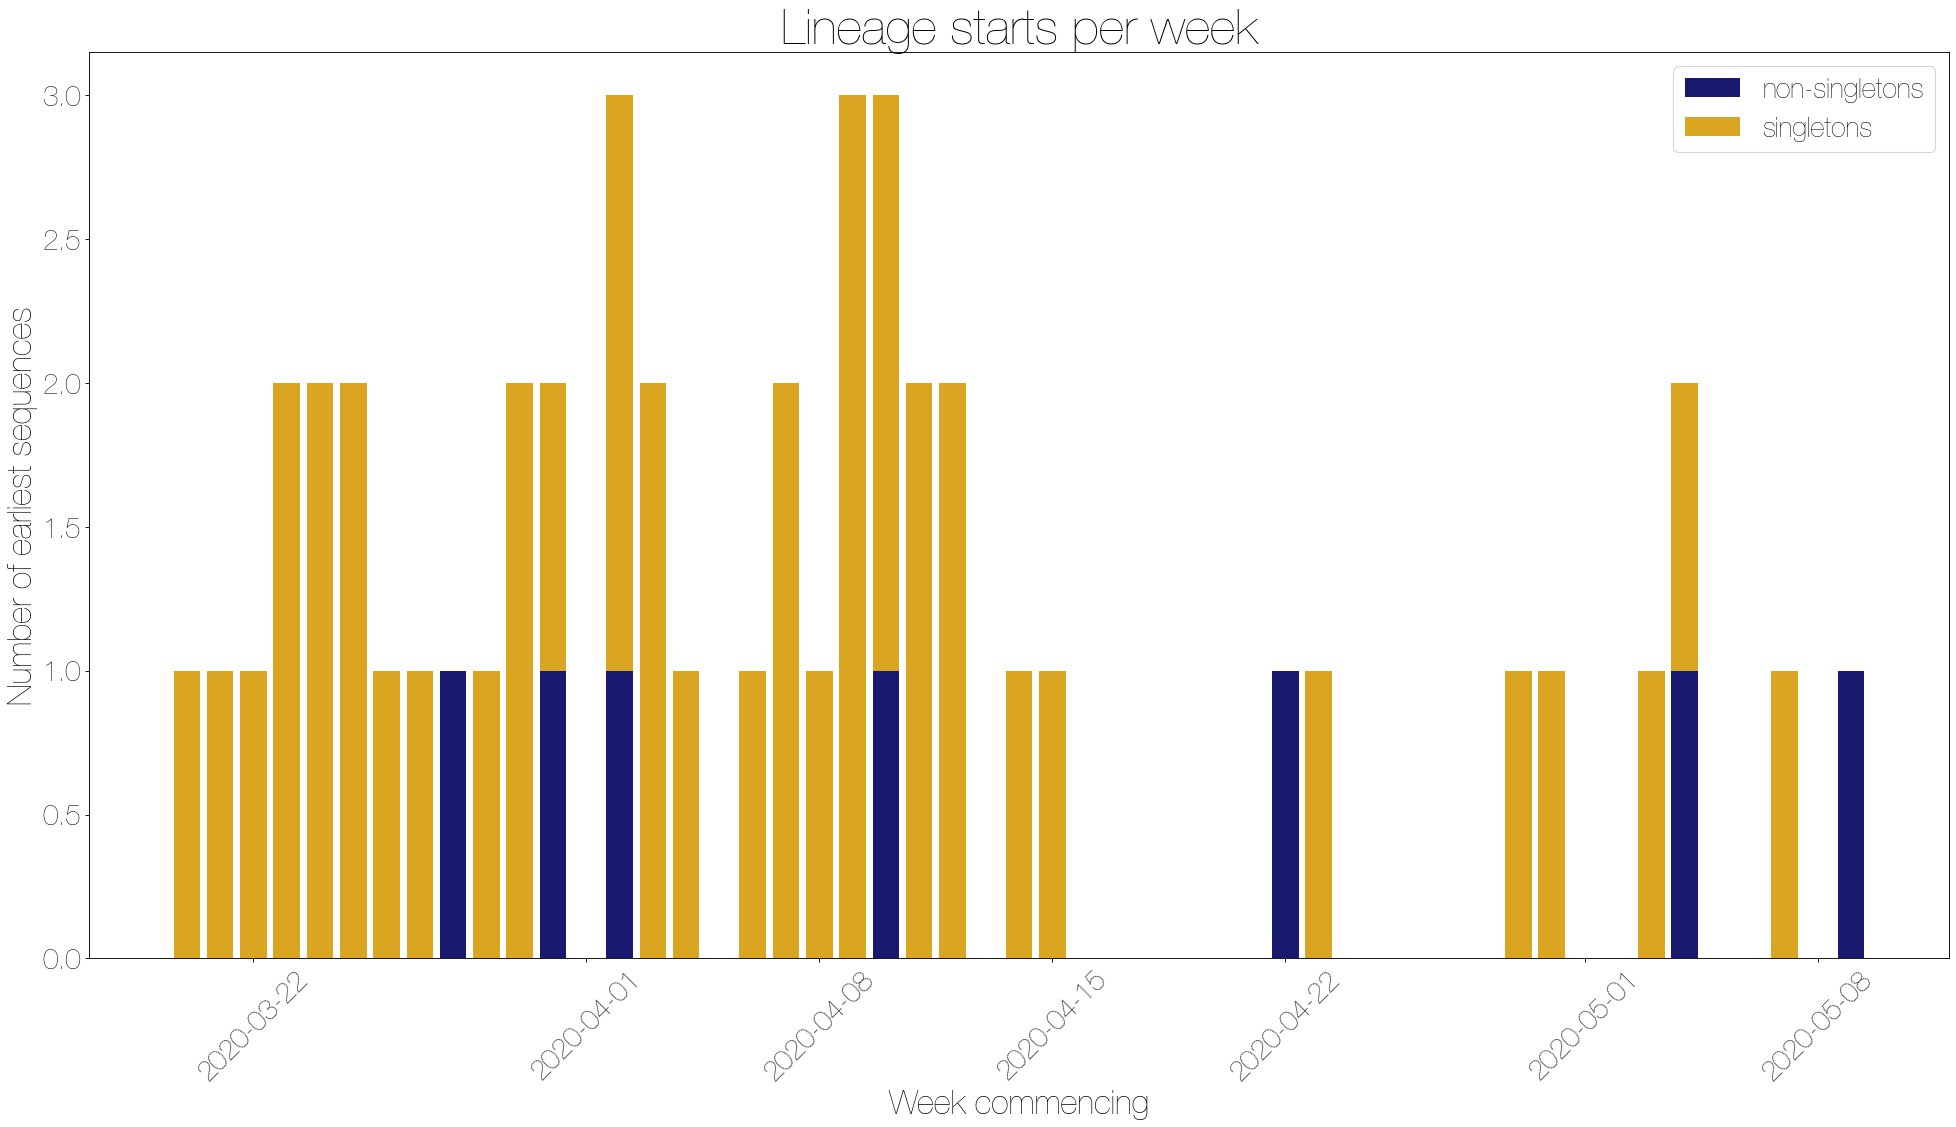 Lineage starts per week
non-singletons
singletons
Number of earliest sequences
3.0
2.5
2.0
1.5
1.0
0.5
0.0
2020-03-22
2020-04-01
2020-04-08
2020-04-15
2020-04-22
2020-05-01
2020-05-08
Week commencing